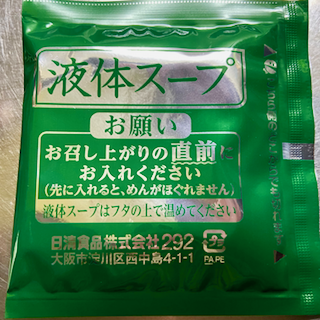 液体スープ
お願い
お召し上がりの直前に
お入れください
(先に入れると、めんがほぐれません)
液体スープはフタの上で温めてください
日清食品株式会社292
大阪市淀川区西中島4-1-1
PA,PE